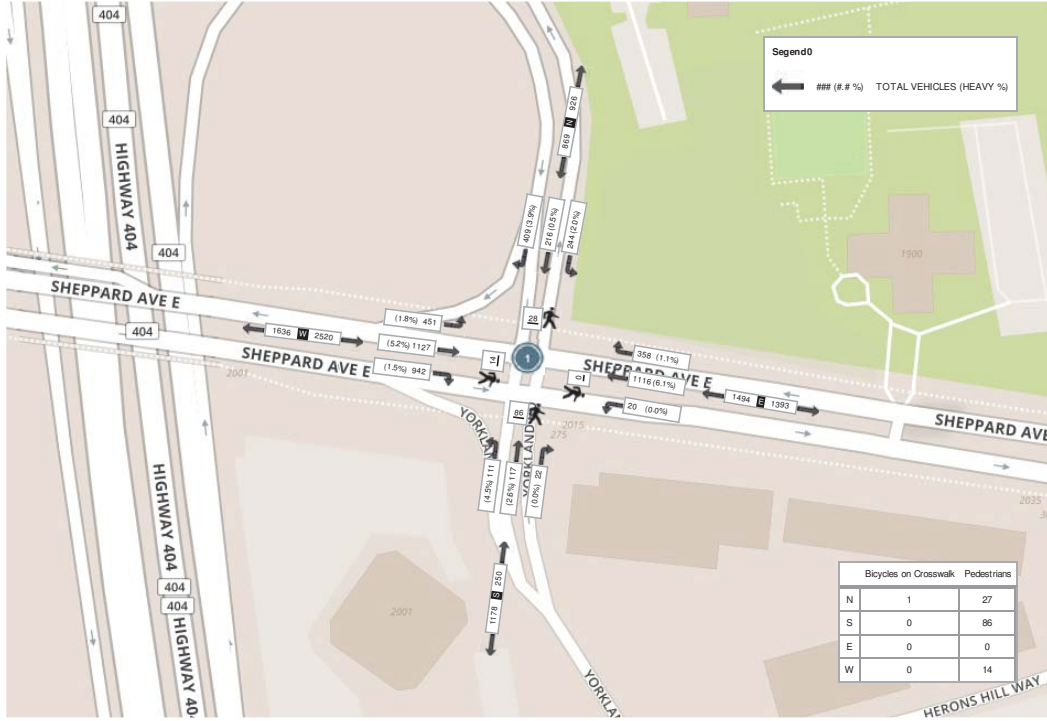 404
Segend0
### (#.# %) TOTAL VEHICLES (HEAVY %)
926 N 869
404
HIGHWAY 404
409 (3.9%)
216 (0.5%)
244 (2.0%)
404
1900
SHEPPARD AVE E
404
(1.8%) 451
28
1636 W 2520
(5.2%) 1127
14
1
358 (1.1%)
SHEPPARD AVE E
SHEPPARD AVE E
(1.5%) 942
0
1116 (6.1%)
2001
1494 E 1393
20 (0.0%)
86
SHEPPARD AVE
YORKLAN
YORKLAND
2015
275
(4.5%) 111
(2.6%) 117
(0.0%) 22
HIGHWAY 404
2035
404
404
1178 S 250
2001
HIGHWAY 404
Bicycles on Crosswalk Pedestrians
N 1 27
S 0 86
E 0 0
W 0 14
YORKLA
HERONS HILL WAY